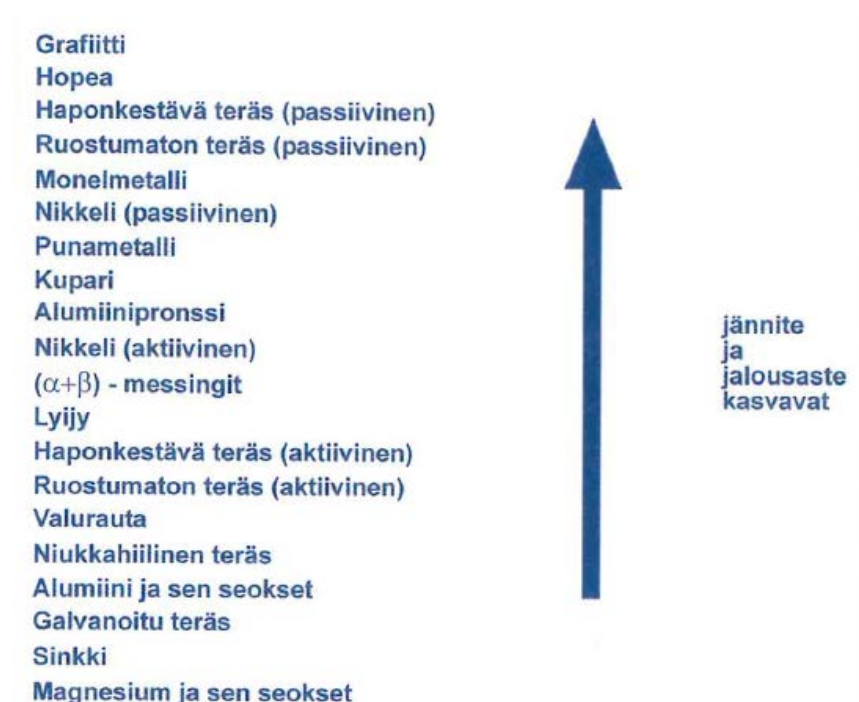 Grafiitti
Hopea
Haponkestävä teräs (passiivinen)
Ruostumaton teräs (passiivinen)
Monelmetalli
Nikkeli (passiivinen)
Punametalli
Kupari
Alumiinipronssi
Nikkeli (aktiivinen)
(α+β) - messingit
Lyijy
Haponkestävä teräs (aktiivinen)
Ruostumaton teräs (aktiivinen)
Valurauta
Niukkahiilinen teräs
Alumiini ja sen seokset
Galvanoitu teräs
Sinkki
Magnesium ja sen seokset
jännite
ja
jalousaste
kasvavat